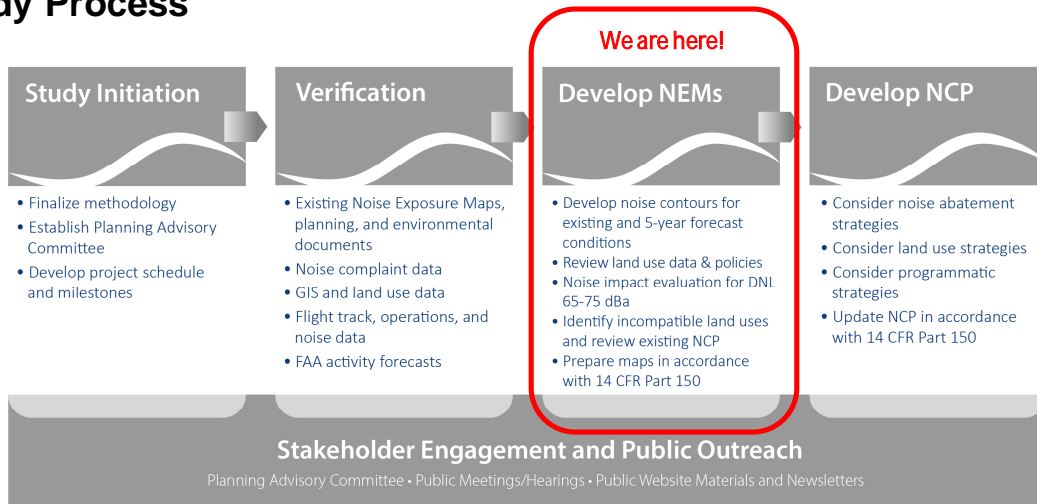 dy Process
We are here!
Study Initiation
• Finalize methodology
• Establish Planning Advisory
Committee
• Develop project schedule
and milestones
Verification
• Existing Noise Exposure Maps,
planning, and environmental
documents
• Noise complaint data
• GIS and land use data
• Flight track, operations, and
noise data
• FAA activity forecasts
Develop NEMs
• Develop noise contours for
existing and 5-year forecast
conditions
• Review land use data & policies
• Noise impact evaluation for DNL
65-75 dBa
• Identify incompatible land uses
and review existing NCP
• Prepare maps in accordance
with 14 CFR Part 150
Develop NCP
• Consider noise abatement
strategies
• Consider land use strategies
• Consider programmatic
strategies
• Update NCP in accordance
with 14 CFR Part 150
Stakeholder Engagement and Public Outreach
Planning Advisory Committee • Public Meetings/Hearings • Public Website Materials and Newsletters